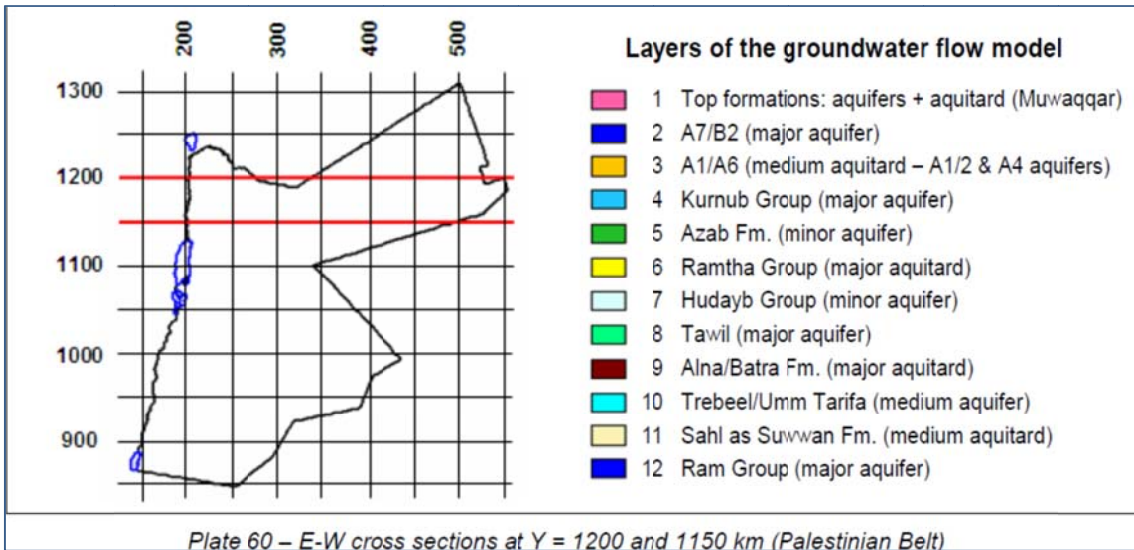 200
300
400
500
1300
1200
1100
1000
900
Layers of the groundwater flow model
1 Top formations: aquifers + aquitard (Muwaqqar)
2 A7/B2 (major aquifer)
3 A1/A6 (medium aquitard – A1/2 & A4 aquifers)
4 Kurnub Group (major aquifer)
5 Azab Fm. (minor aquifer)
6 Ramtha Group (major aquitard)
7 Hudayb Group (minor aquifer)
8 Tawil (major aquifer)
9 Alna/Batra Fm. (major aquitard)
10 Trebeel/Umm Tarifa (medium aquifer)
11 Sahl as Suwwan Fm. (medium aquitard)
12 Ram Group (major aquifer)
Plate 60 – E-W cross sections at Y = 1200 and 1150 km (Palestinian Belt)